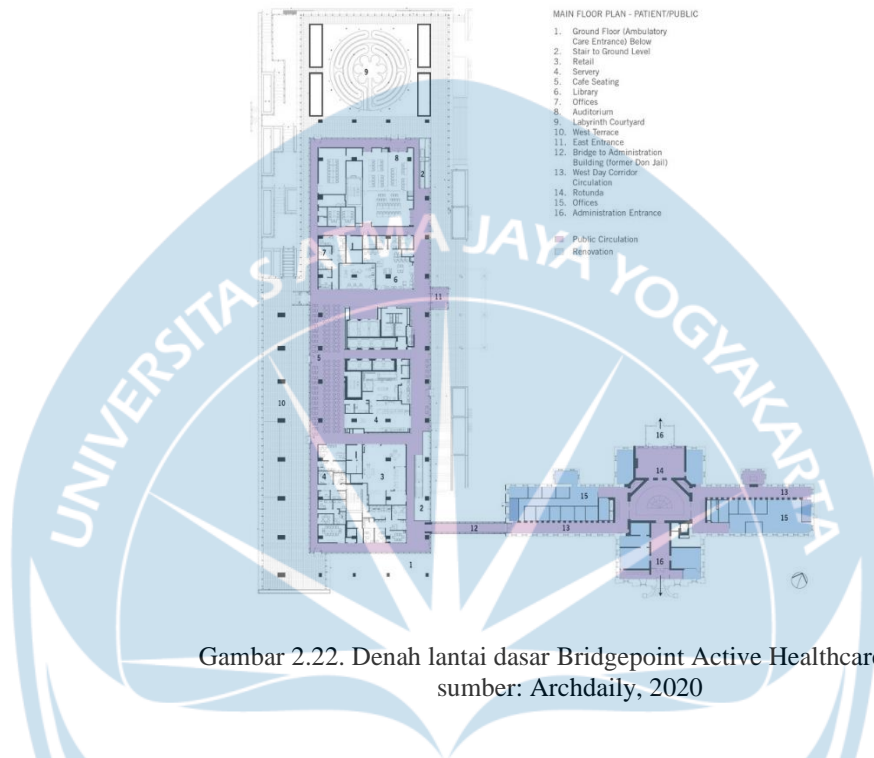 MAIN FLOOR PLAN - PATIENT/PUBLIC
1. Ground Floor (Ambulatory
Care Entrance) Below
2. Stair to Ground Level
3. Retail
4. Servery
5. Cafe Seating
6. Library
7. Offices
8 Auditorium
9. Labyrinth Courtyard
10. West Terrace
11. East Entrance
12. Bridge to Administration
Building (former Don Jail)
13. West Day Corridor
Circulation
14. Rotunda
15. Offices
16. Administration Entrance
Public Circulation
Renovation
9
8
2
7
6
11
5
10
4
4
3
2
12
1
16
14
15
13
13
15
16
UNIVERSITAS ATMA JAYA YOGYAKARTA
Gambar 2.22. Denah lantai dasar Bridgepoint Active Healthcare
sumber: Archdaily, 2020